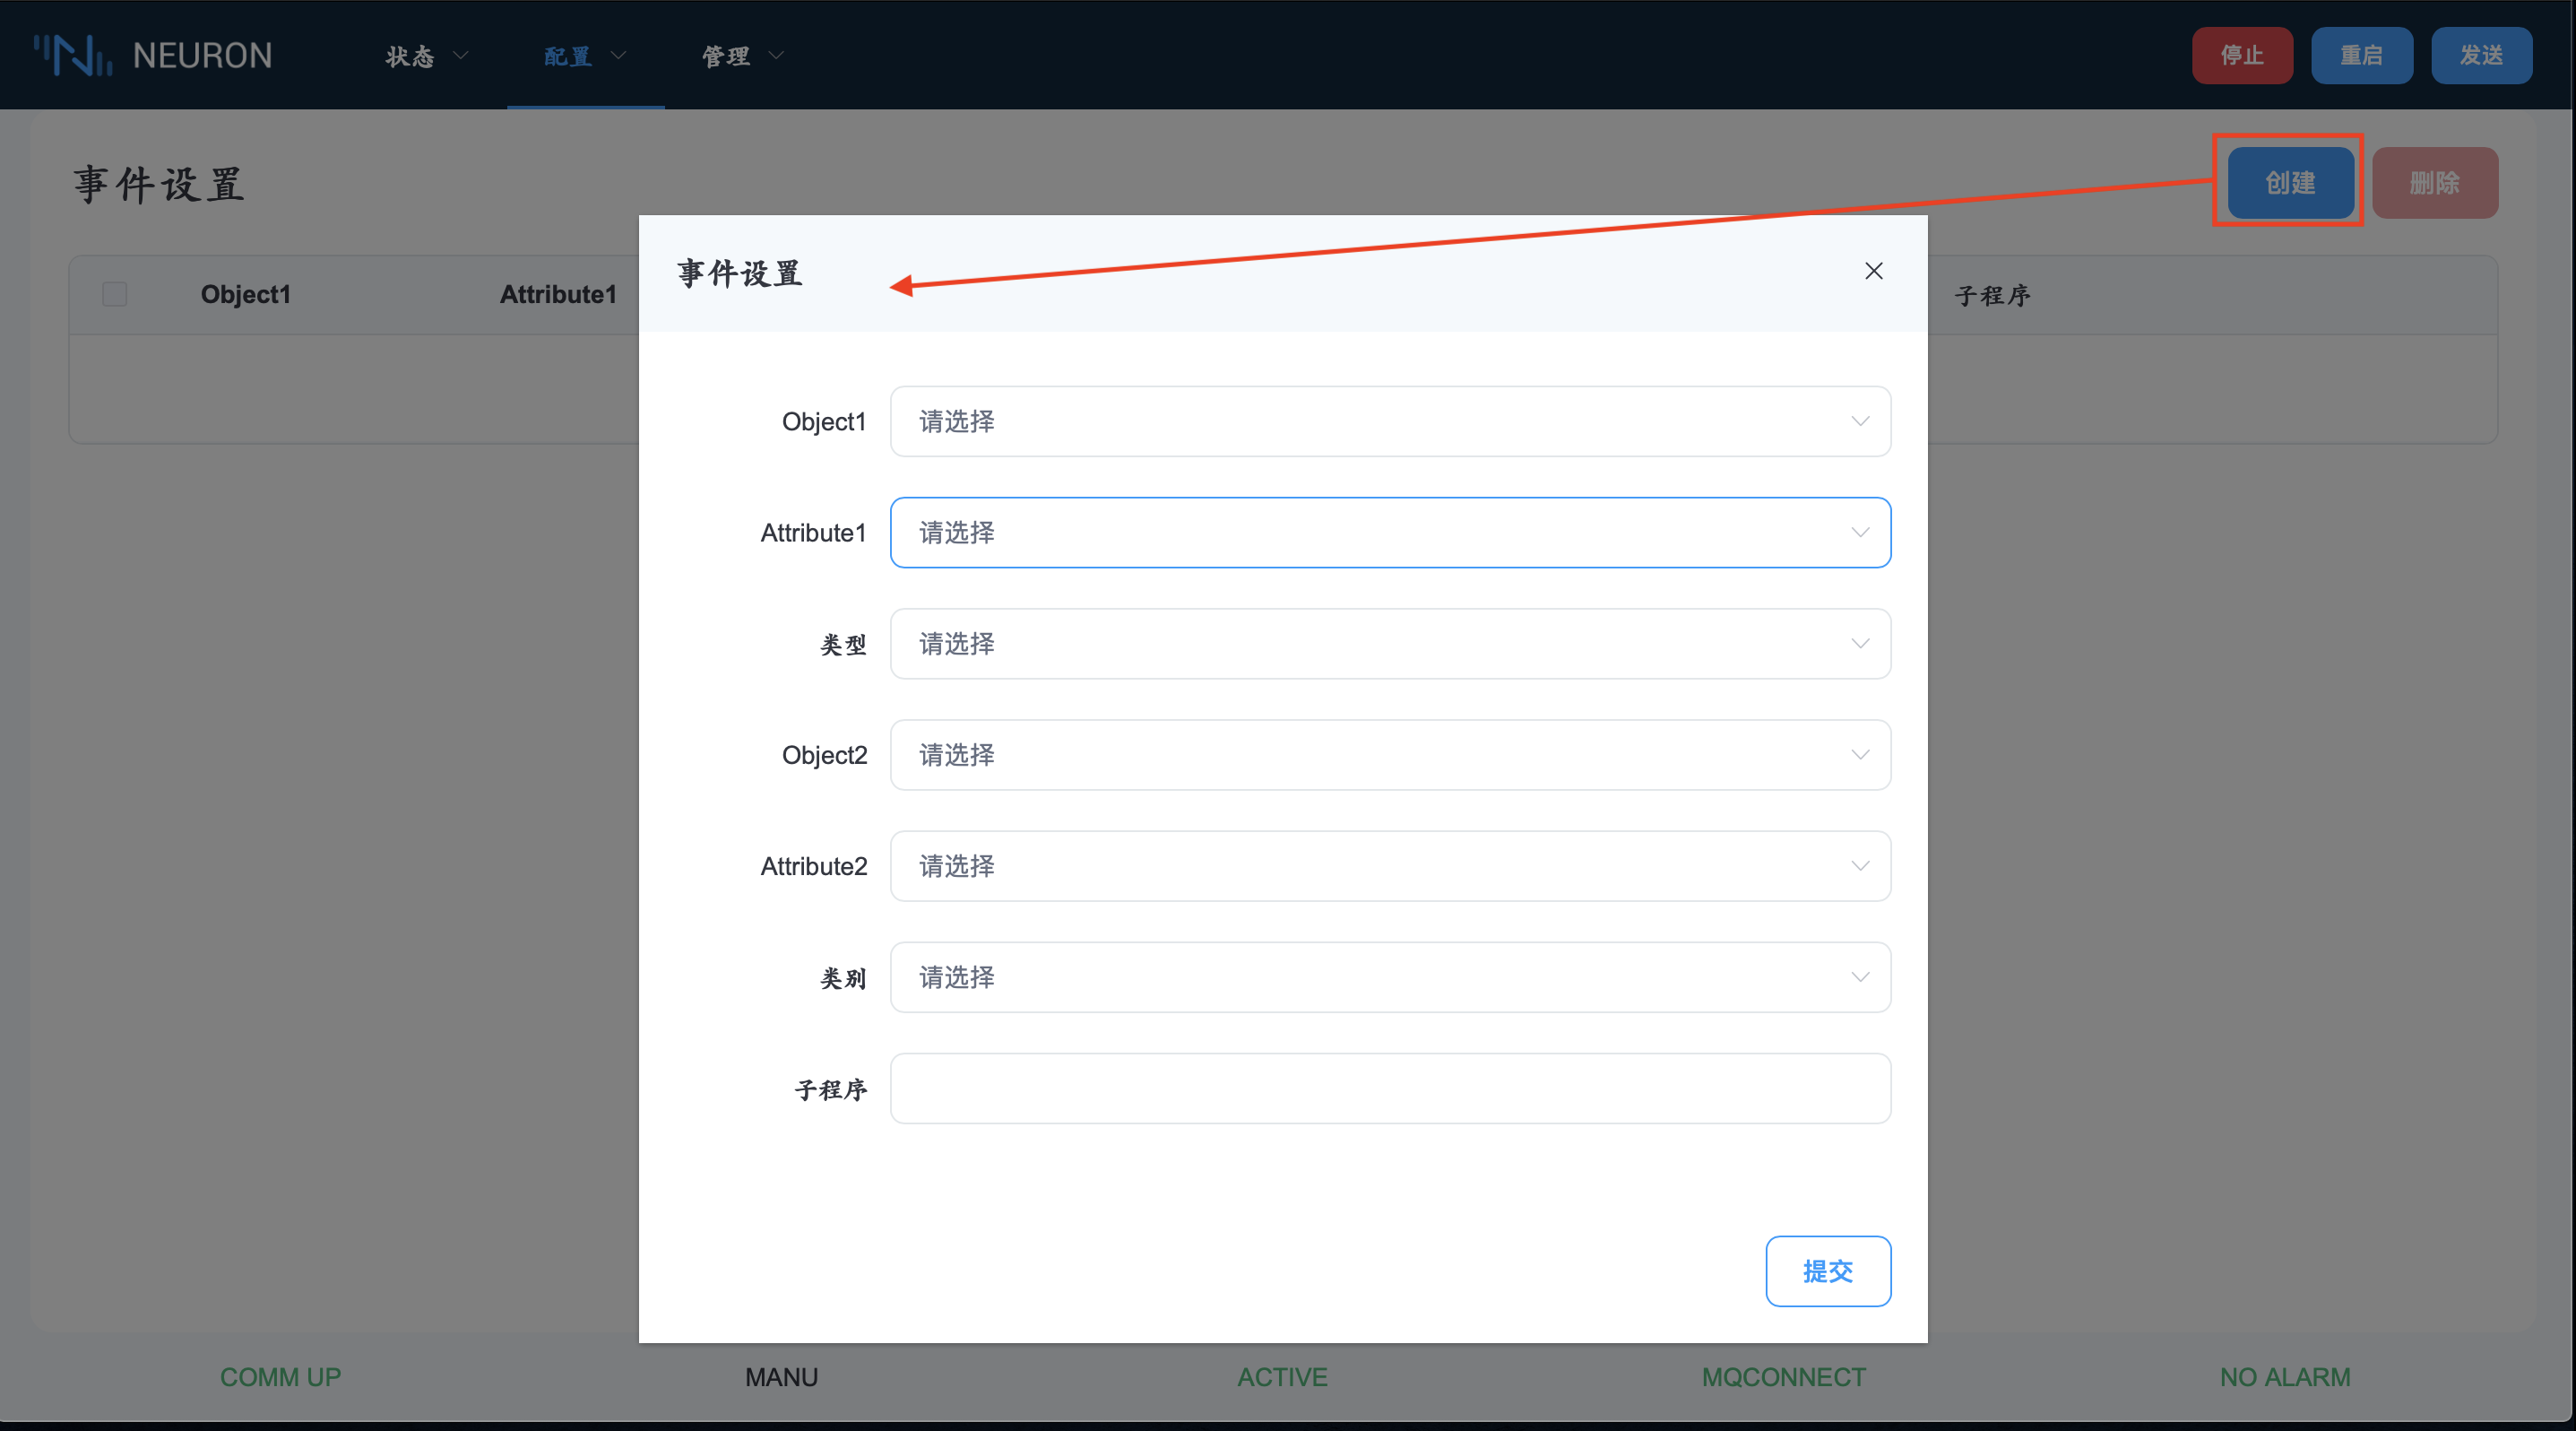 NEURON 状态 配置 管理 停止 重启 发送
事件设置 创建 删除
Object1 Attribute1 子程序
事件设置
Object1 请选择
Attribute1 请选择
类型 请选择
Object2 请选择
Attribute2 请选择
类别 请选择
子程序
提交
COMM UP MANU ACTIVE MQCONNECT NO ALARM